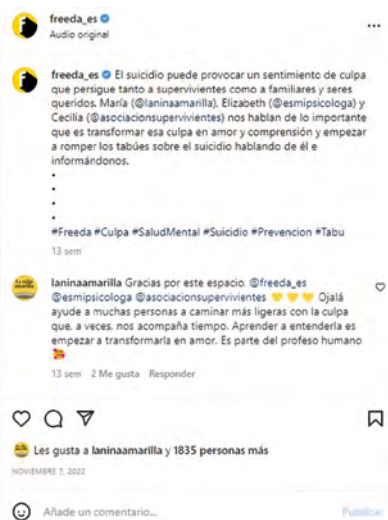 freeda_es
Audio original
freeda_es El suicidio puede provocar un sentimiento de culpa
que persigue tanto a supervivientes como a familiares y seres
queridos. María (@laninaamarilla), Elizabeth (@esmipsicologa) y
Cecilia (@asociacionsupervivientes) nos hablan de lo importante
que es transformar esa culpa en amor y comprensión y empezar
a romper los tabúes sobre el suicidio hablando de él e
informándonos.
.
.
.
.
#Freeda #Culpa #SaludMental #Suicidio #Prevencion #Tabu
13 sem
laninaamarilla Gracias por este espacio. @freeda_es
@esmipsicologa @asociacionsupervivientes 💛 💛 💛 Ojalá
ayude a muchas personas a caminar más ligeras con la culpa
que, a veces, nos acompaña tiempo. Aprender a entenderla es
empezar a transformarla en amor. Es parte del profeso humano
13 sem 2 Me gusta Responder
Les gusta a laninaamarilla y 1835 personas más
NOVIEMBRE 7, 2022
Añade un comentario... Publicar